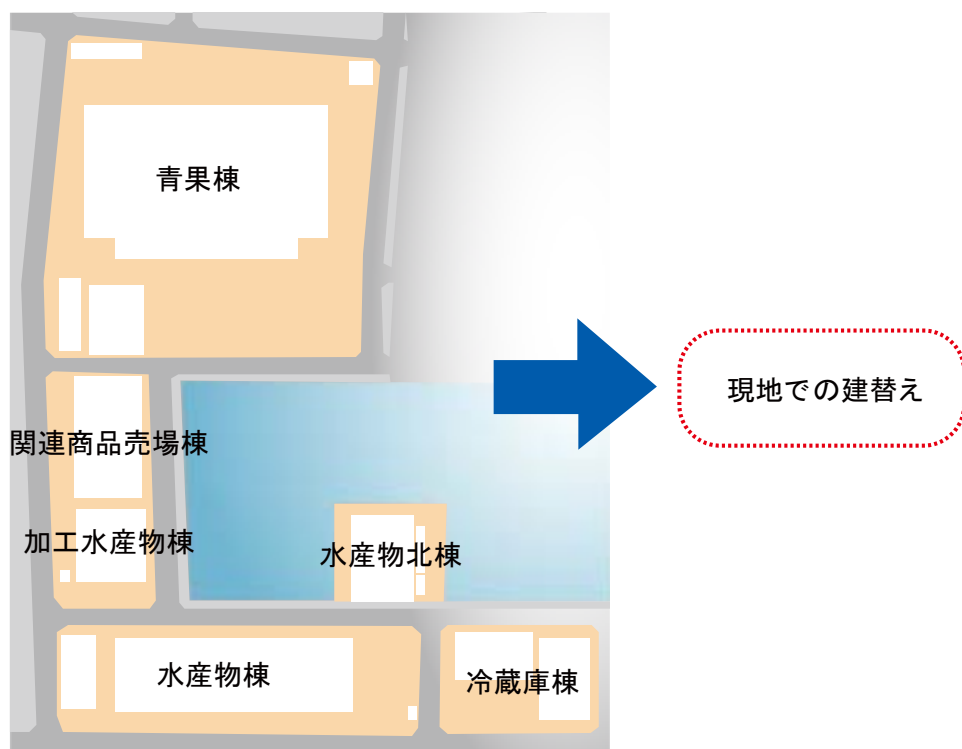 青果棟
現地での建替え
関連商品売場棟
加工水産物棟
水産物北棟
水産物棟
冷蔵庫棟